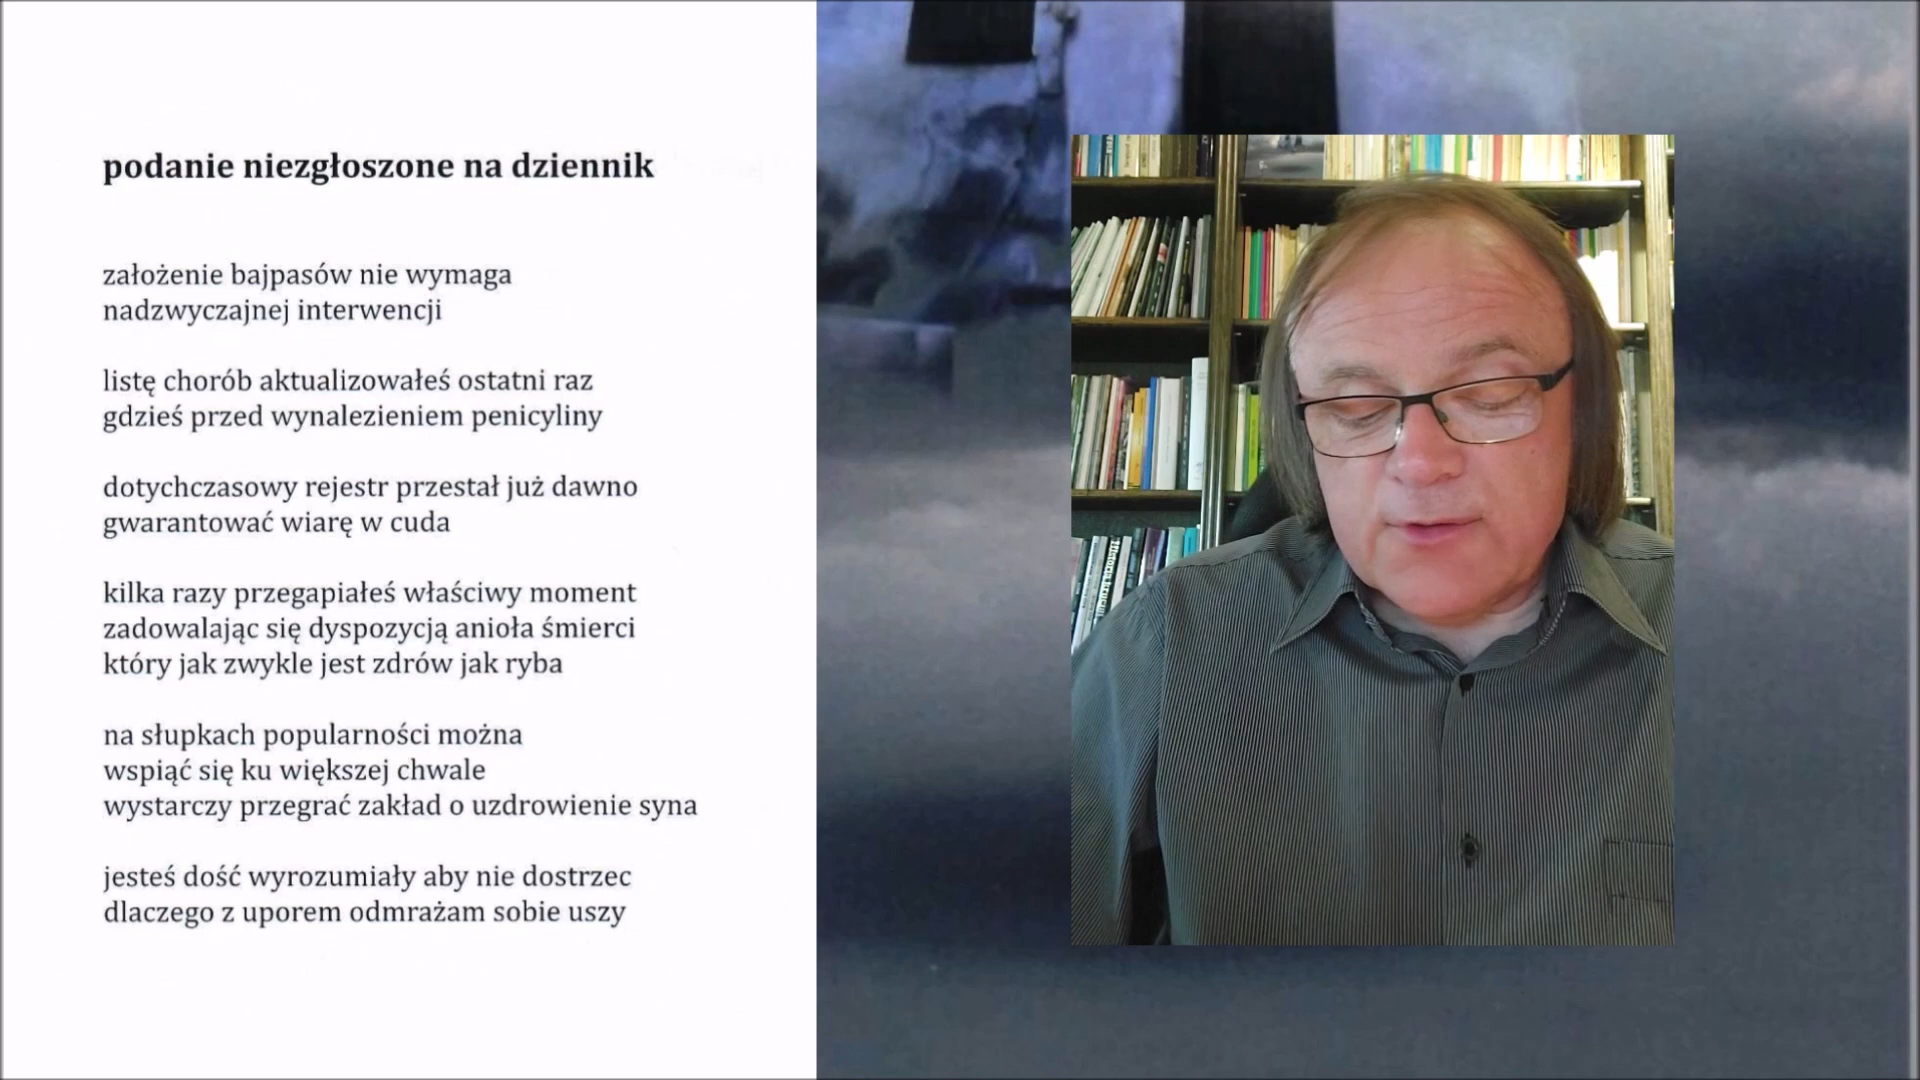 podanie niezgłoszone na dziennik
założenie bajpasów nie wymaga
nadzwyczajnej interwencji
listę chorób aktualizowałeś ostatni raz
gdzieś przed wynalezieniem penicyliny
dotychczasowy rejestr przestał już dawno
gwarantować wiarę w cuda
kilka razy przegapiałeś właściwy moment
zadowalając się dyspozycją anioła śmierci
który jak zwykle jest zdrów jak ryba
na słupkach popularności można
wspiąć się ku większej chwale
wystarczy przegrać zakład o uzdrowienie syna
jesteś dość wyrozumiały aby nie dostrzec
dlaczego z uporem odmrażam sobie uszy